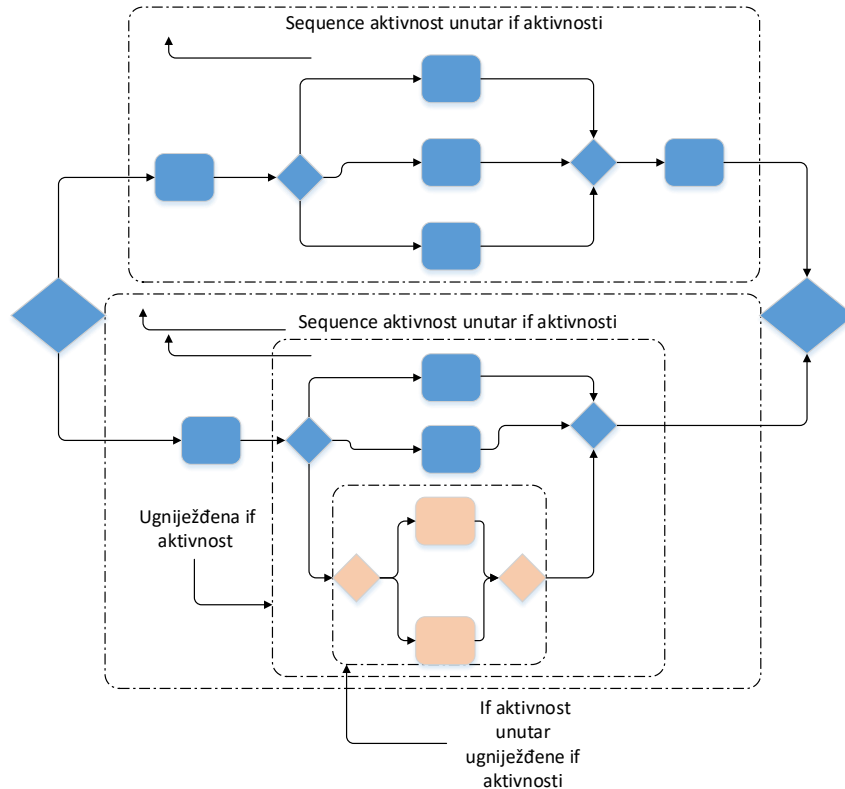 Sequence aktivnost unutar if aktivnosti
Sequence aktivnost unutar if aktivnosti
Ugniježđena if
aktivnost
If aktivnost
unutar
ugniježđene if
aktivnosti